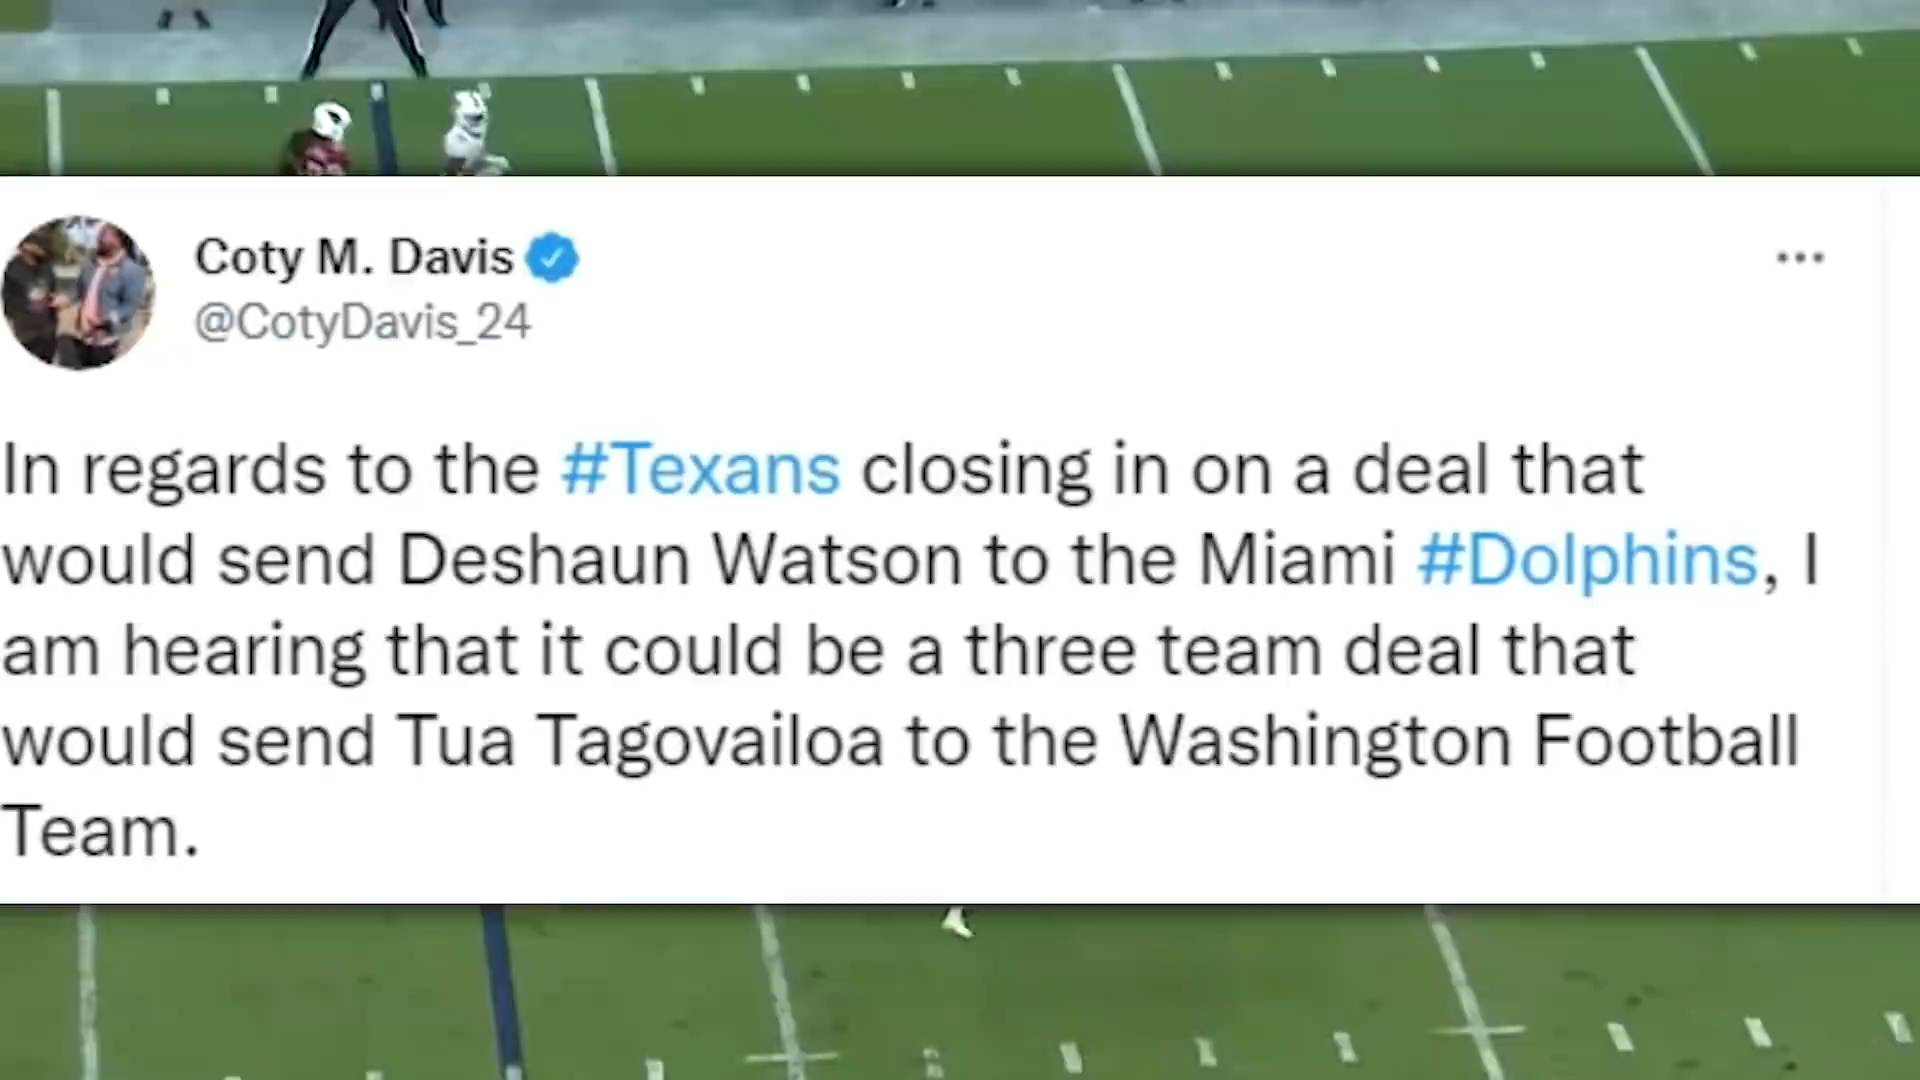 Coty M. Davis
@CotyDavis_24
In regards to the #Texans closing in on a deal that
would send Deshaun Watson to the Miami #Dolphins, I
am hearing that it could be a three team deal that
would send Tua Tagovailoa to the Washington Football
Team.